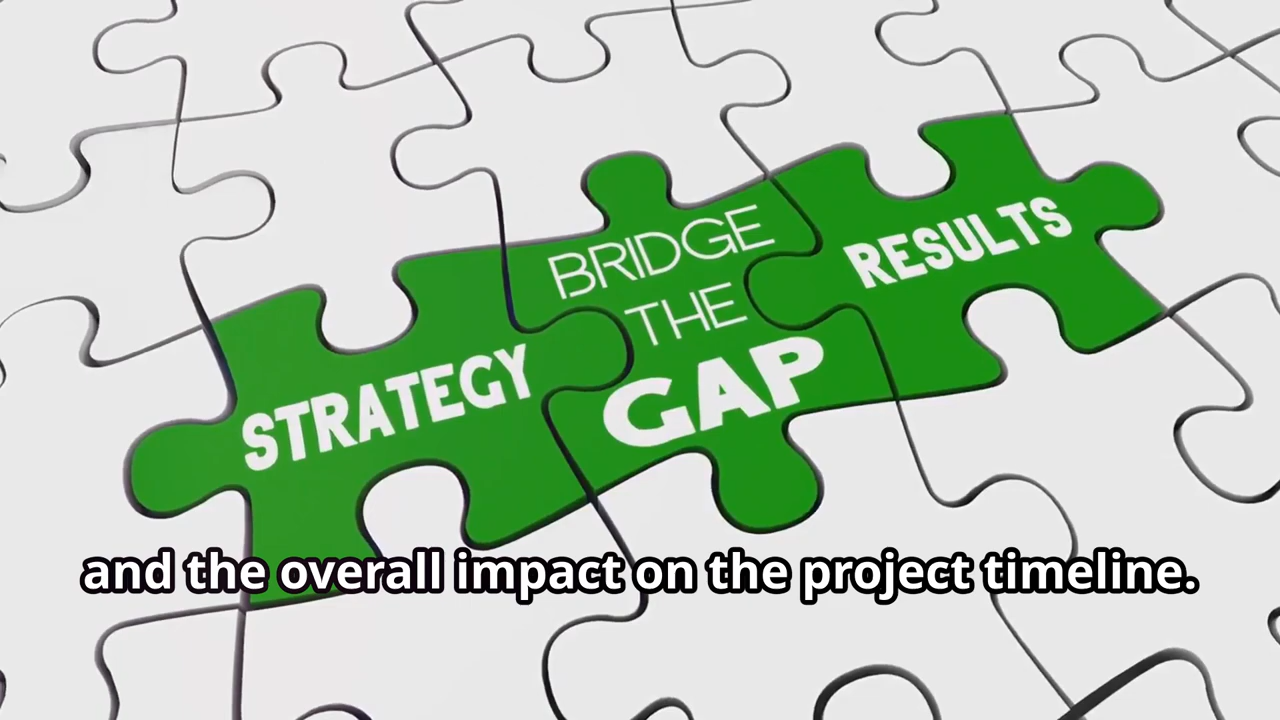 STRATEGY
BRIDGE
THE
GAP
RESULTS
and the overall impact on the project timeline.